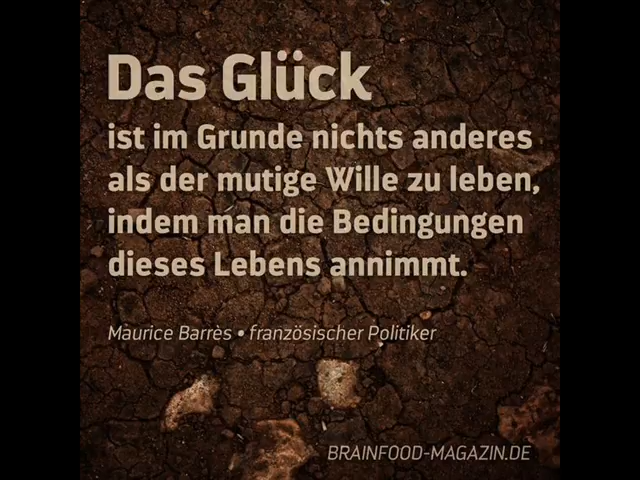 Das Glück
ist im Grunde nichts anderes
als der mutige Wille zu leben,
indem man die Bedingungen
dieses Lebens annimmt.
Maurice Barrès • französischer Politiker
BRAINFOOD-MAGAZIN.DE